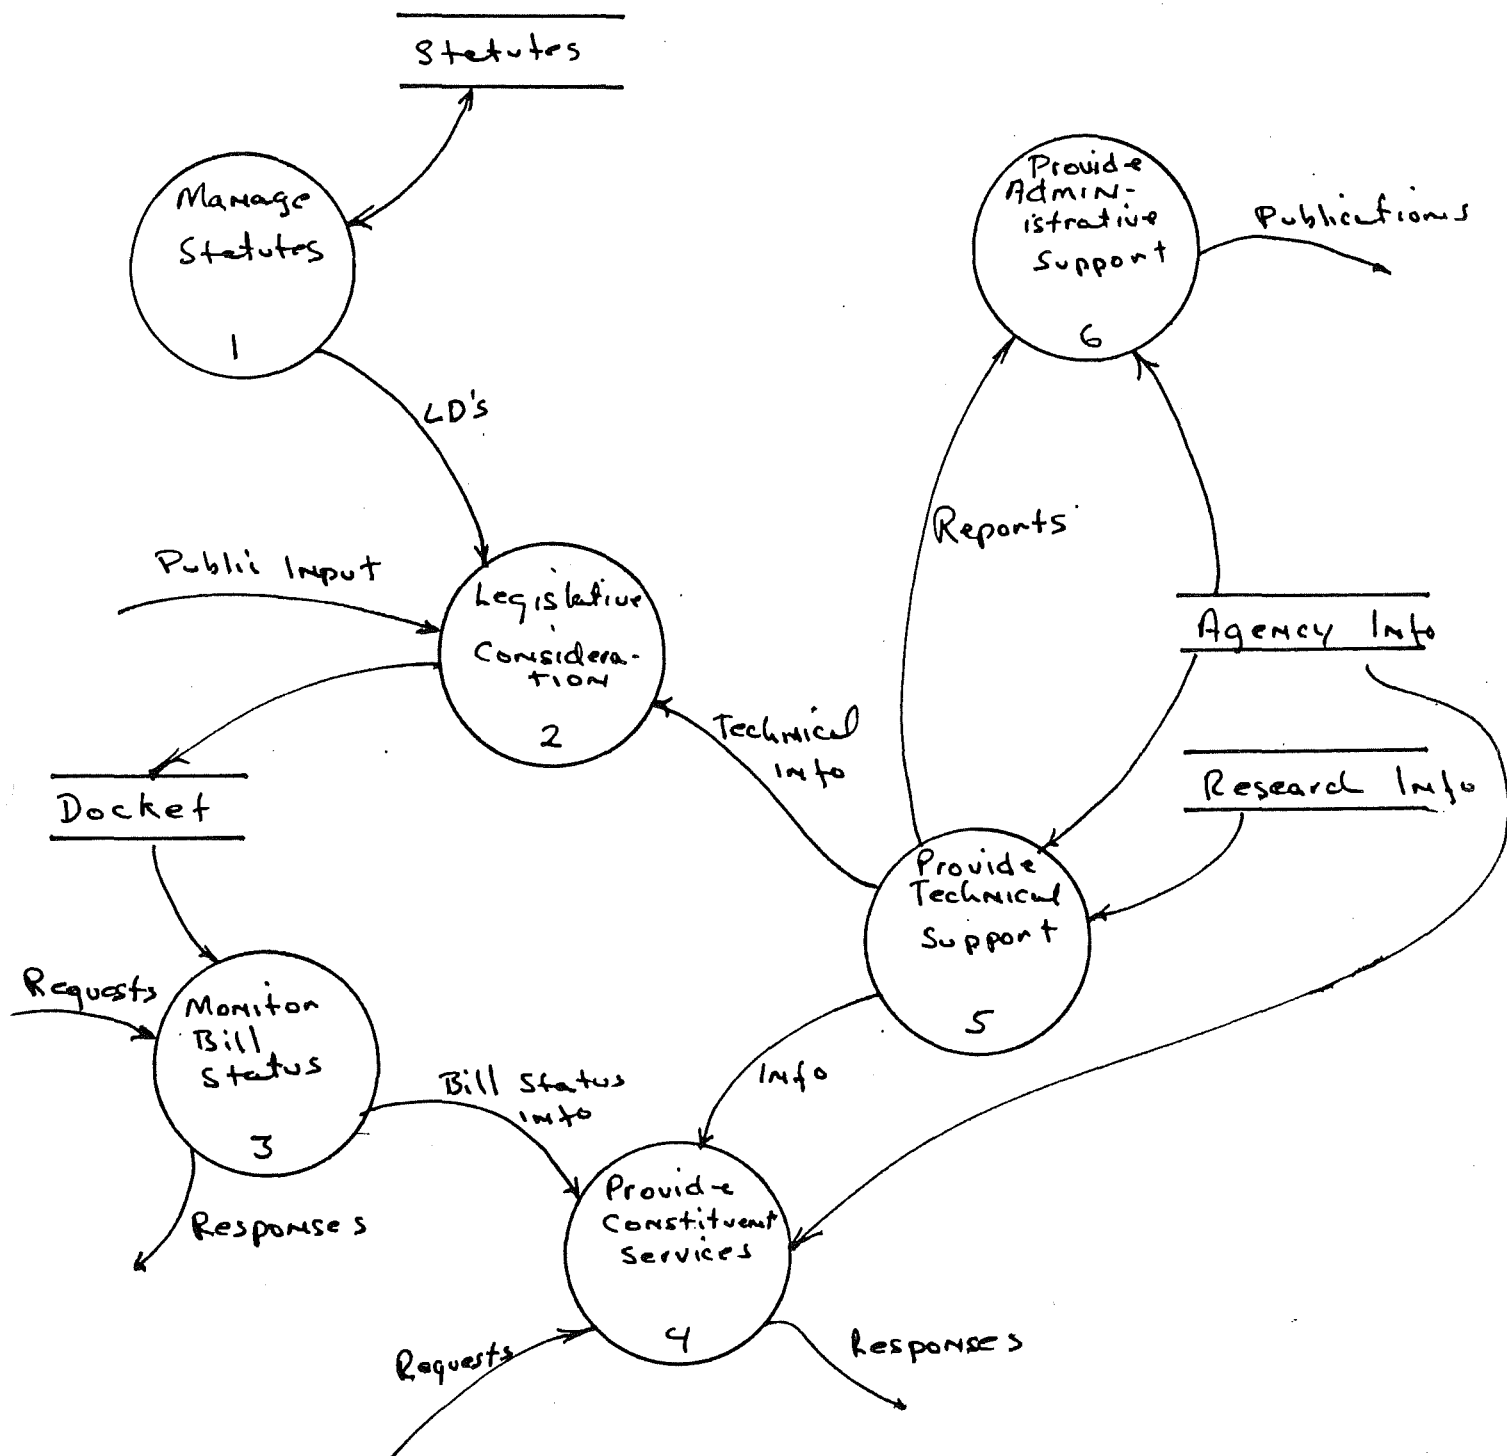 Statutes
Manage
Statutes
1
LD's
Public Input
Legislative
Considera-
tion
2
Docket
Requests
Monitor
Bill
Status
3
Responses
Bill Status
Info
Provide
Constituent
Services
4
Requests
Responses
Info
Technical
Info
Provide
Technical
Support
5
Reports
Agency Info
Research Info
Provide
Admin-
istrative
Support
6
Publications